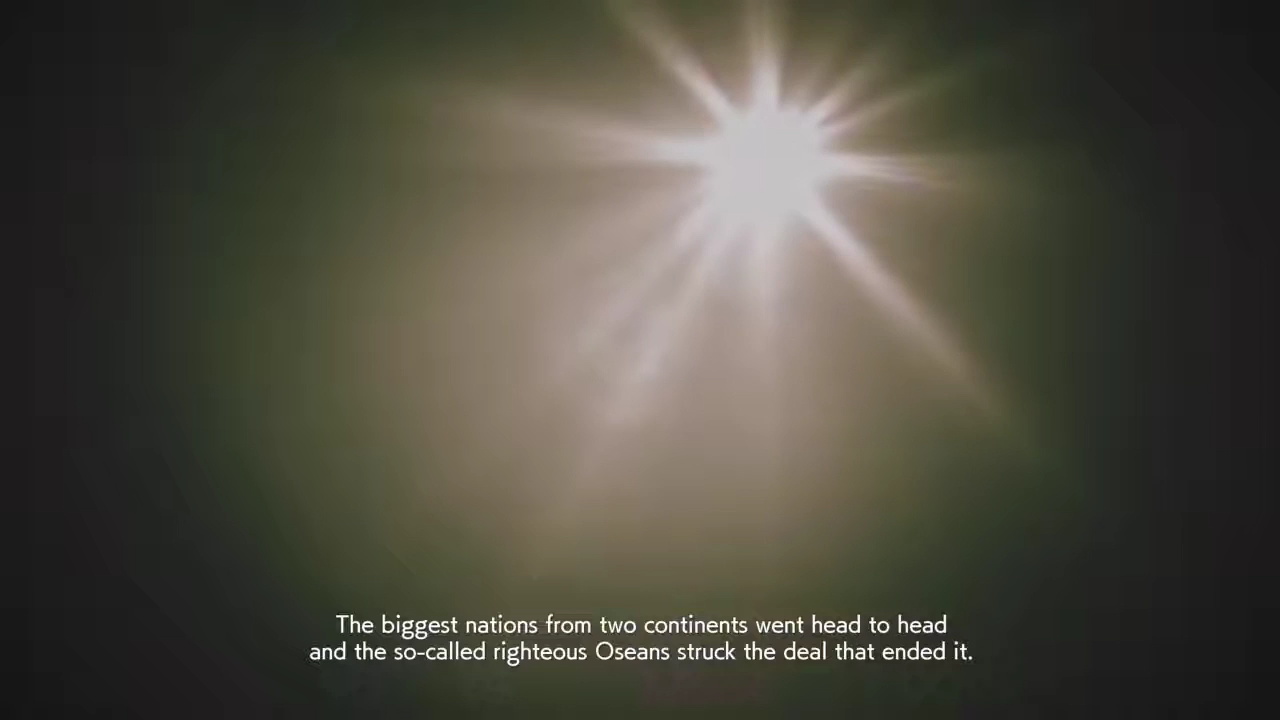 The biggest nations from two continents went head to head
and the so-called righteous Oseans struck the deal that ended it.